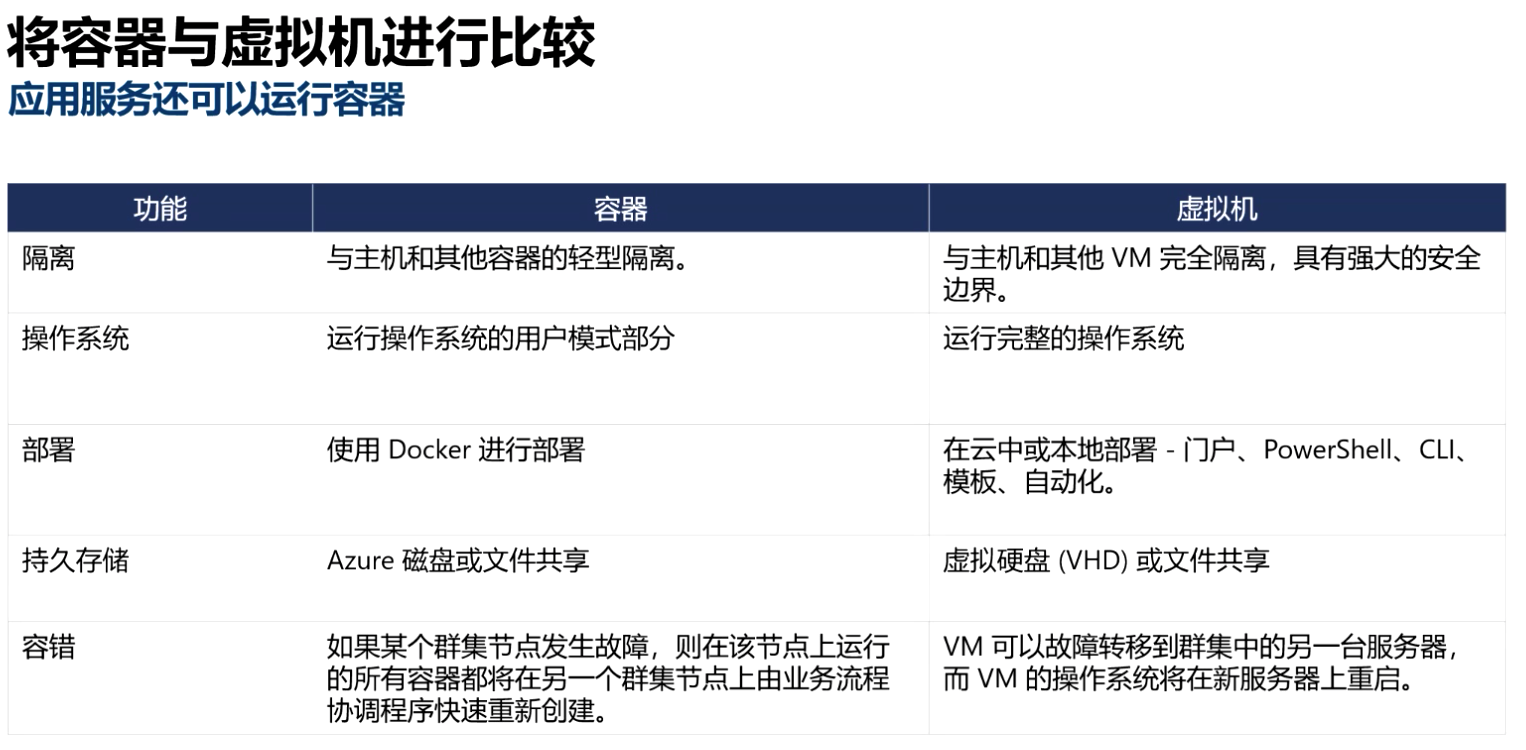 将容器与虚拟机进行比较
应用服务还可以运行容器
功能
容器
虚拟机
隔离
与主机和其他容器的轻型隔离。
与主机和其他 VM 完全隔离，具有强大的安全
边界。
操作系统
运行操作系统的用户模式部分
运行完整的操作系统
部署
使用 Docker 进行部署
在云中或本地部署 - 门户、PowerShell、CLI、
模板、自动化。
持久存储
Azure 磁盘或文件共享
虚拟硬盘 (VHD) 或文件共享
容错
如果某个群集节点发生故障，则在该节点上运行
的所有容器都将在另一个群集节点上由业务流程
协调程序快速重新创建。
VM 可以故障转移到群集中的另一台服务器，
而 VM 的操作系统将在新服务器上重启。